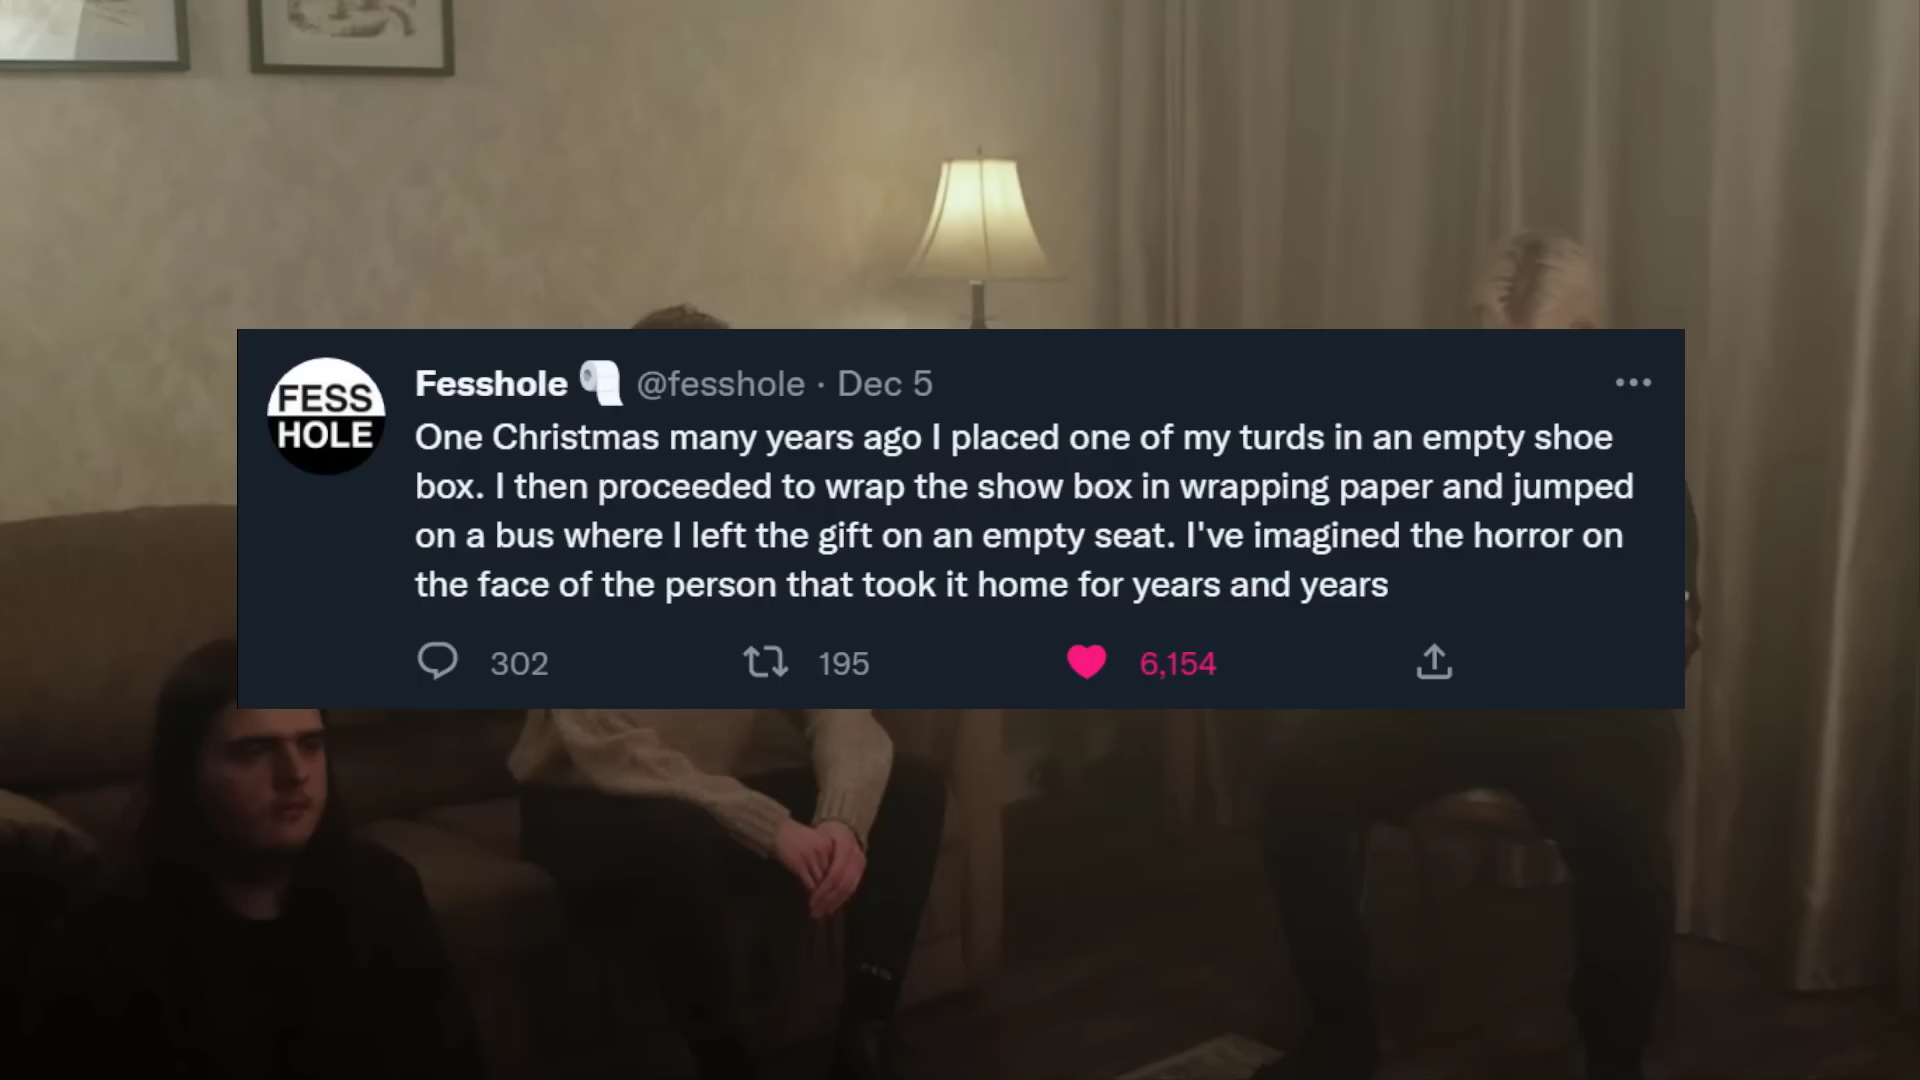 FESS
HOLE
Fesshole 🧻 @fesshole · Dec 5
One Christmas many years ago I placed one of my turds in an empty shoe
box. I then proceeded to wrap the show box in wrapping paper and jumped
on a bus where I left the gift on an empty seat. I've imagined the horror on
the face of the person that took it home for years and years
302 195 6,154